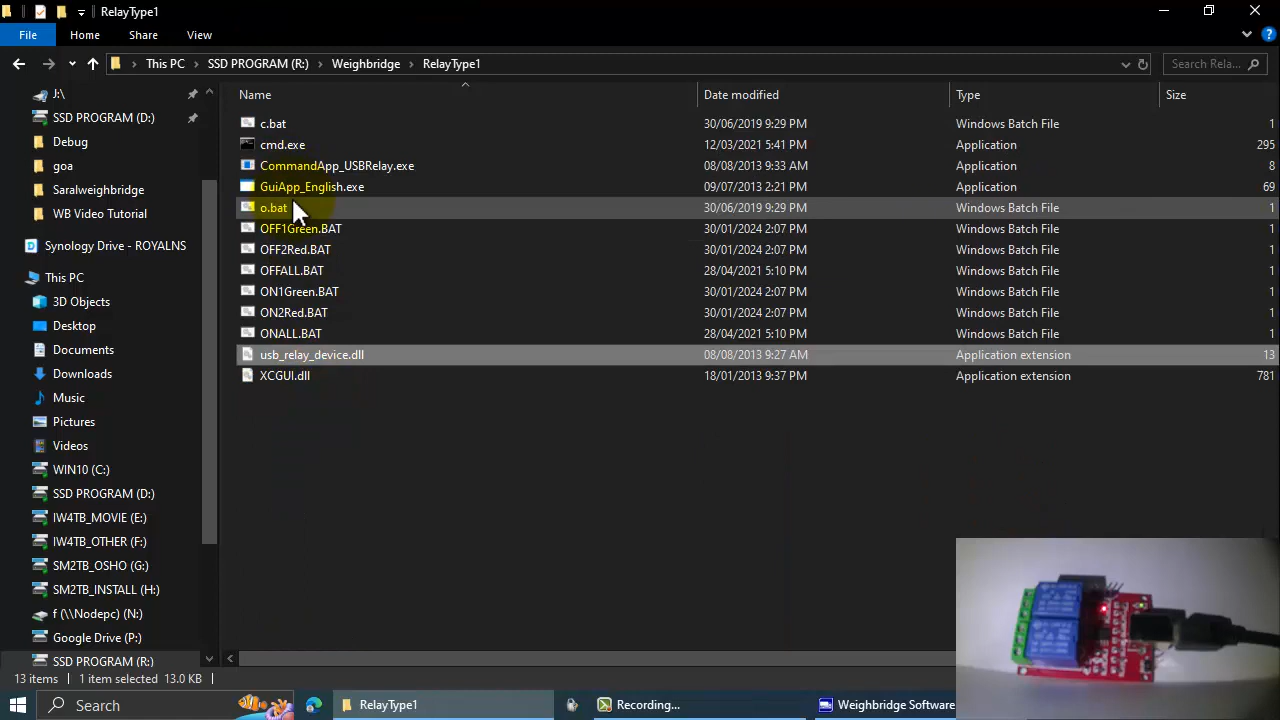 RelayType1
File Home Share View
This PC SSD PROGRAM (R:) Weighbridge RelayType1
Search Rela...
Name Date modified Type Size
c.bat 30/06/2019 9:29 PM Windows Batch File 1
cmd.exe 12/03/2021 5:41 PM Application 295
CommandApp_USBRelay.exe 08/08/2013 9:33 AM Application 8
GuiApp_English.exe 09/07/2013 2:21 PM Application 69
o.bat 30/06/2019 9:29 PM Windows Batch File 1
OFF1Green.BAT 30/01/2024 2:07 PM Windows Batch File 1
OFF2Red.BAT 30/01/2024 2:07 PM Windows Batch File 1
OFFALL.BAT 28/04/2021 5:10 PM Windows Batch File 1
ON1Green.BAT 30/01/2024 2:07 PM Windows Batch File 1
ON2Red.BAT 30/01/2024 2:07 PM Windows Batch File 1
ONALL.BAT 28/04/2021 5:10 PM Windows Batch File 1
usb_relay_device.dll 08/08/2013 9:27 AM Application extension 13
XCGUI.dll 18/01/2013 9:37 PM Application extension 781
J:\
SSD PROGRAM (D:)
Debug
goa
Saralweighbridge
WB Video Tutorial
Synology Drive - ROYALNS
This PC
3D Objects
Desktop
Documents
Downloads
Music
Pictures
Videos
WIN10 (C:)
SSD PROGRAM (D:)
IW4TB_MOVIE (E:)
IW4TB_OTHER (F:)
SM2TB_OSHO (G:)
SM2TB_INSTALL (H:)
f (\\Nodepc) (N:)
Google Drive (P:)
SSD PROGRAM (R:)
13 items 1 item selected 13.0 KB
Search
RelayType1
Recording...
Weighbridge Software